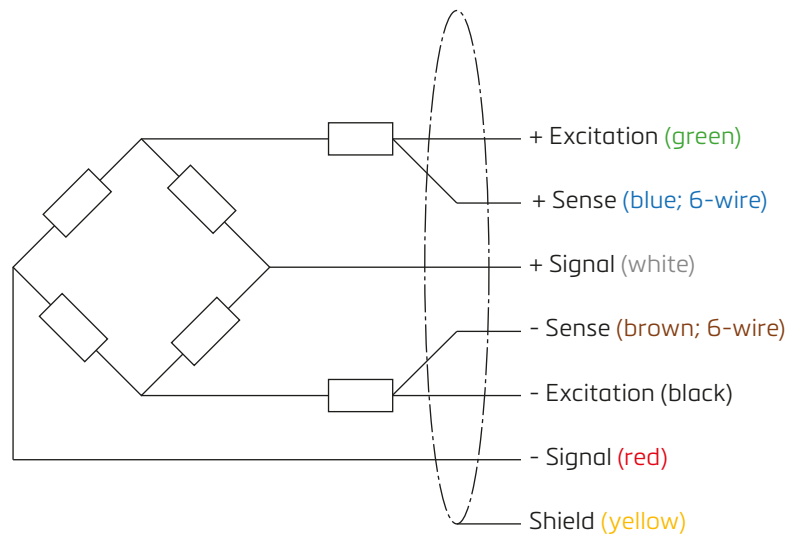 + Excitation (green)
+ Sense (blue; 6-wire)
+ Signal (white)
- Sense (brown; 6-wire)
- Excitation (black)
- Signal (red)
Shield (yellow)